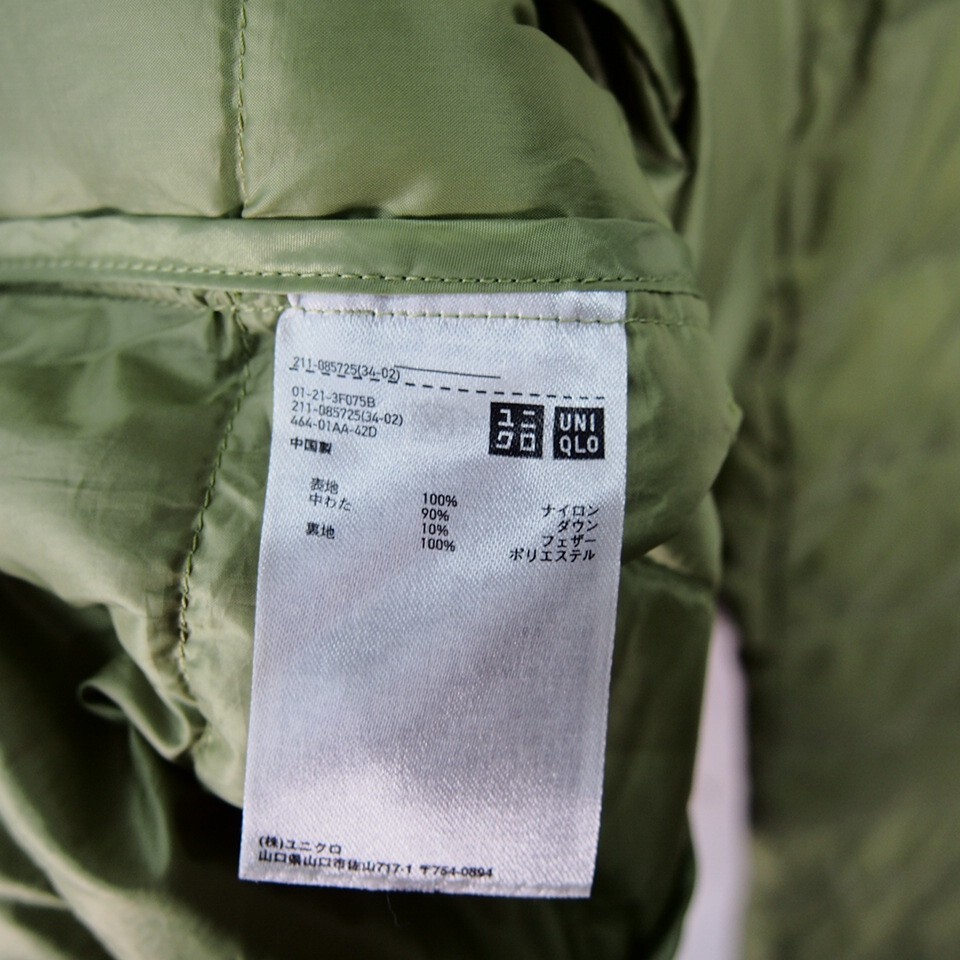 211-085725(34-02)
01-21-3F075B
211-085725(34-02)
464-01AA-42D
中国製
ユニ
クロ
UNI
QLO
表地 100% ナイロン
中わた 90% ダウン
10% フェザー
裏地 100% ポリエステル
(株)ユニクロ
山口県山口市佐山717-1 〒754-0894